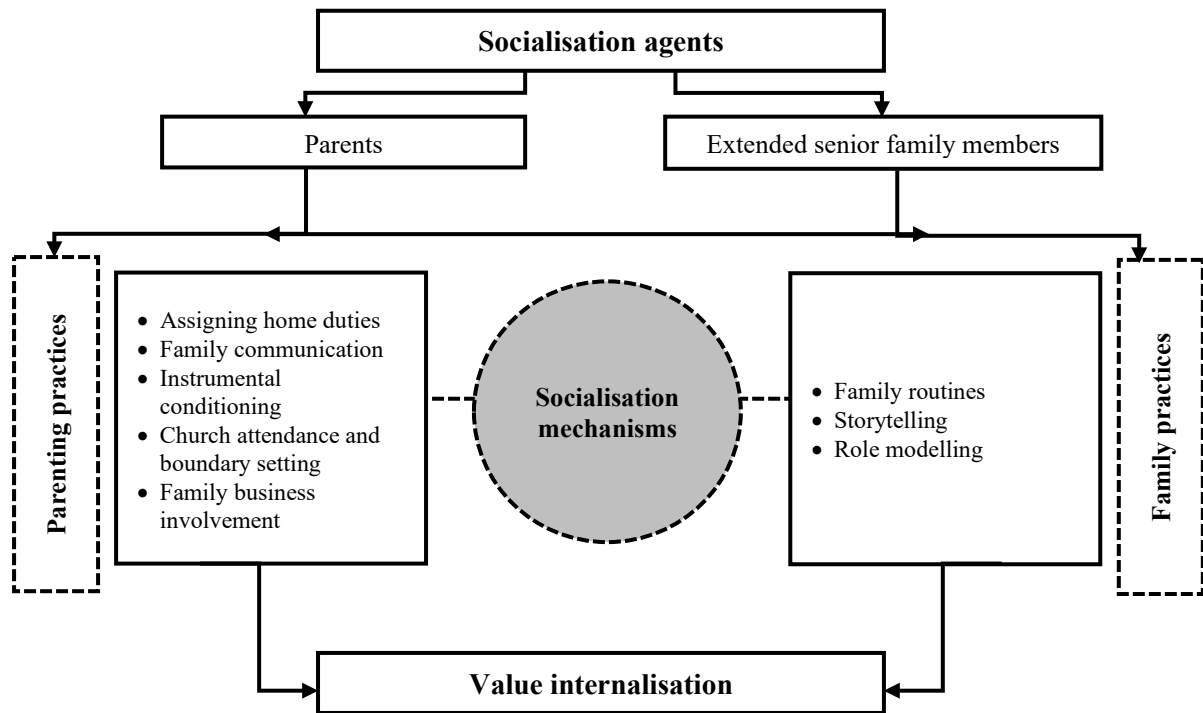 Socialisation agents
Parents
Extended senior family members
Parenting practices
• Assigning home duties
• Family communication
• Instrumental
conditioning
• Church attendance and
boundary setting
• Family business
involvement
Socialisation
mechanisms
• Family routines
• Storytelling
• Role modelling
Family practices
Value internalisation